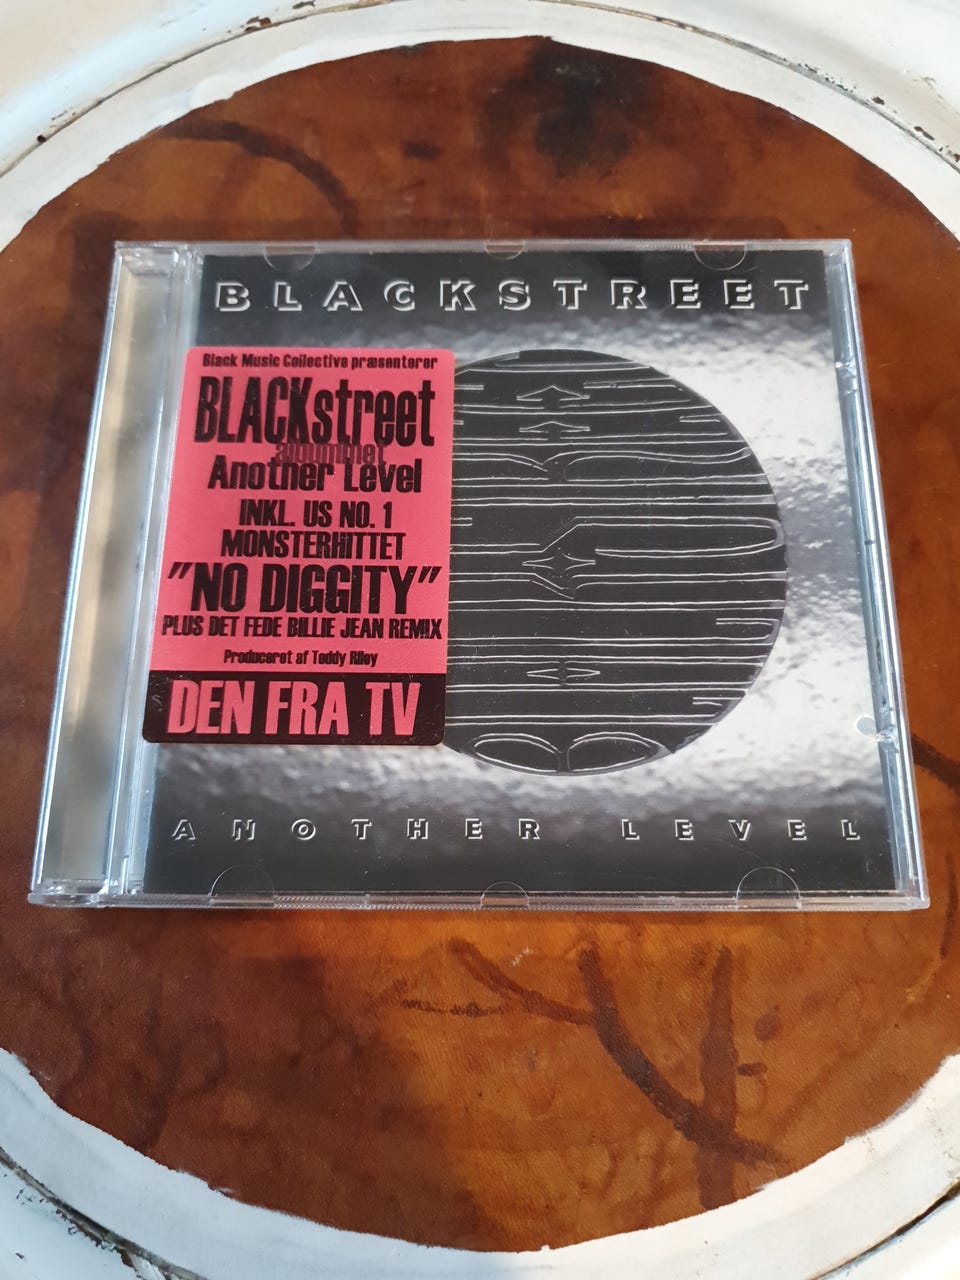 BLACKSTREET
Black Music Collective præsenterer
BLACKstreet
albummet
Another Level
INKL. US NO. 1
MONSTERHITTET
"NO DIGGITY"
PLUS DET FEDE BILLIE JEAN REMIX
Produceret af Teddy Riley
DEN FRA TV
ANOTHER LEVEL